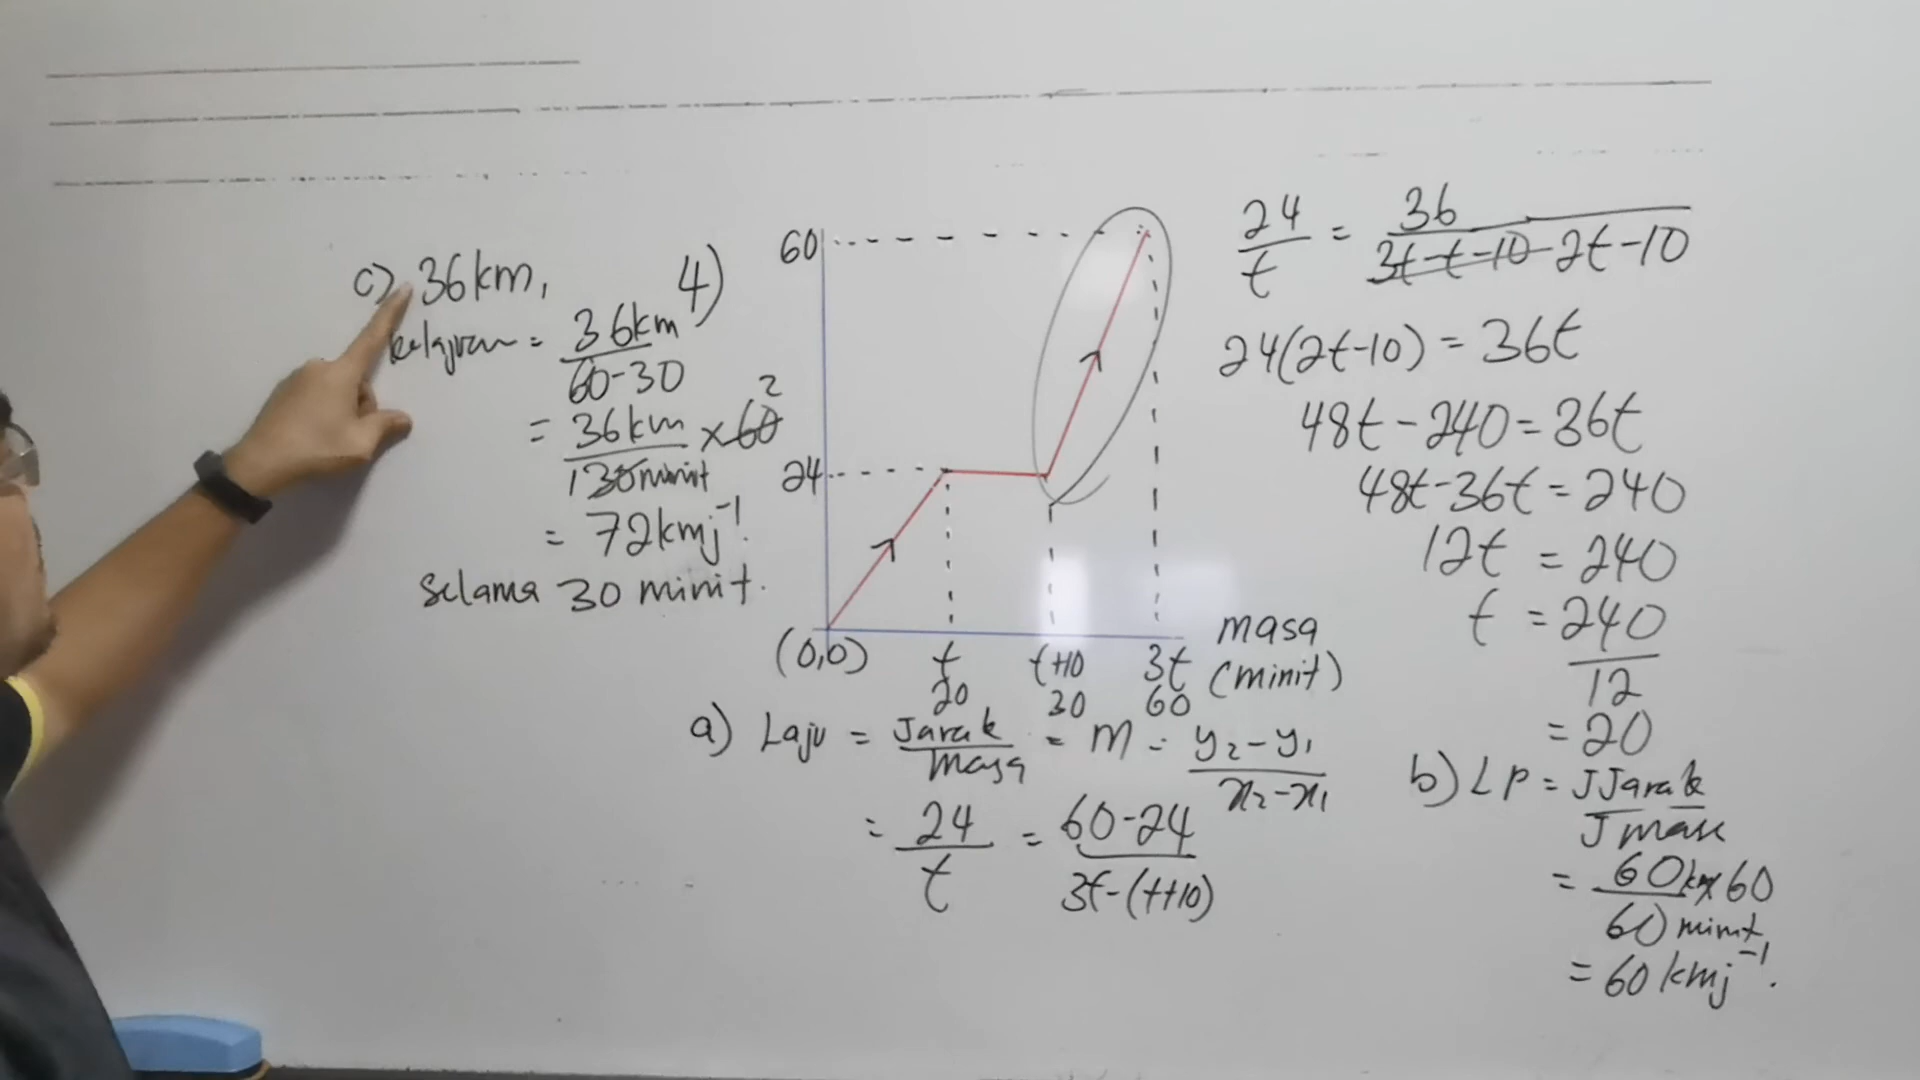 c) 36km,
kelajuan = 36km / 60-30
= 36km / 30minit × 60 2
= 72kmj⁻¹.
Selama 30 minit.
4)
60
24
(0,0) t t+10 3t
20 30 60
masa
(minit)
a) Laju = Jarak / masa = m = y₂-y₁ / x₂-x₁
= 24 / t = 60-24 / 3t-(t+10)
24 / t = 36 / 3t-t-10 2t-10
24(2t-10) = 36t
48t-240 = 36t
48t-36t = 240
12t = 240
t = 240 / 12
= 20
b) LP = JJarak / Jmasa
= 60km×60 / 60 minit
= 60kmj⁻¹.